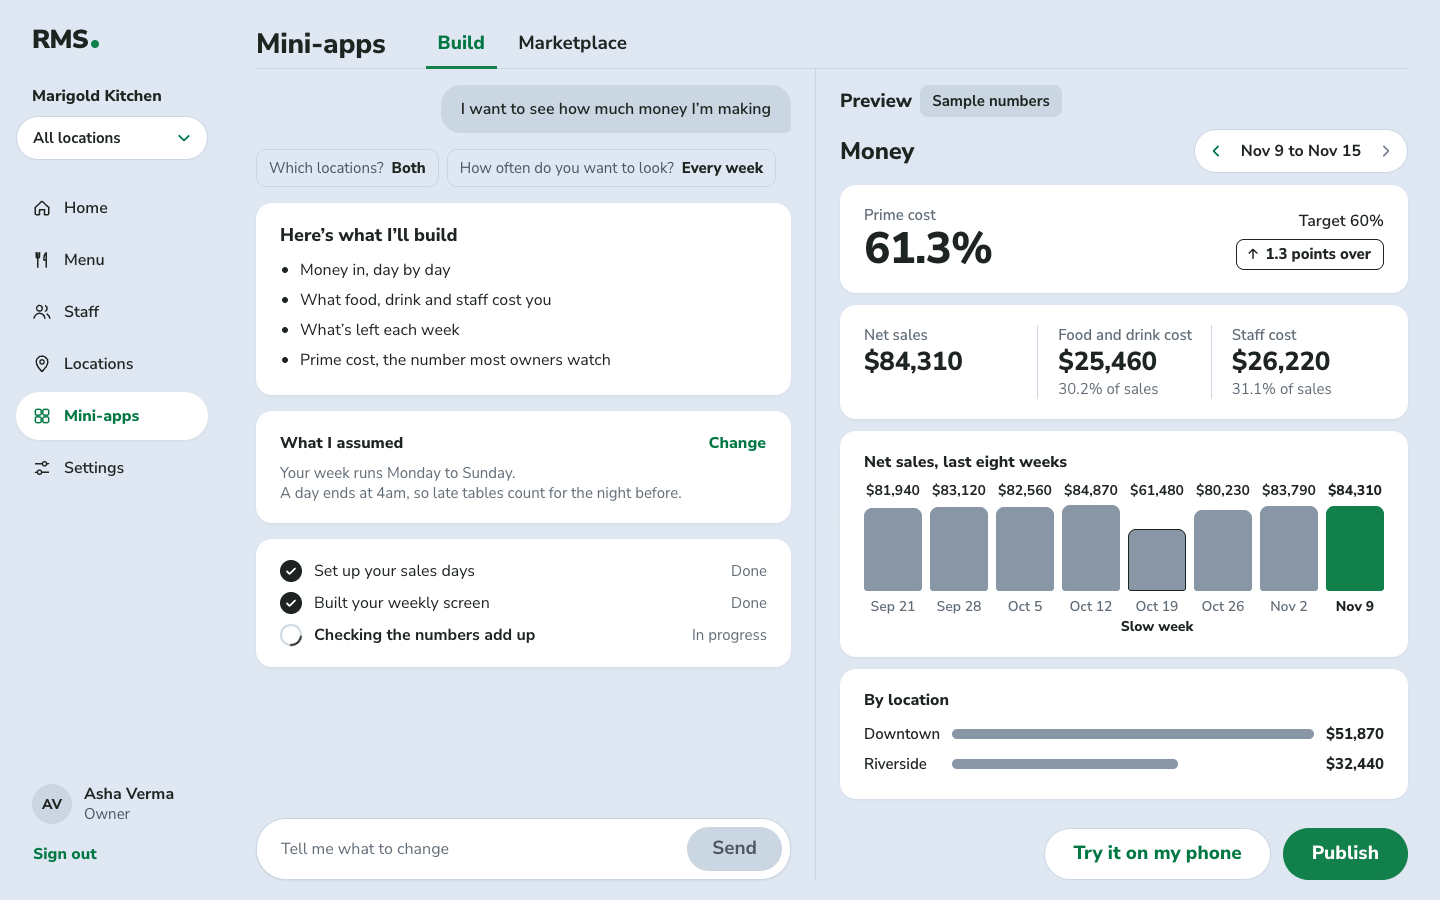 RMS.
Marigold Kitchen
All locations
Home
Menu
Staff
Locations
Mini-apps
Settings
AV
Asha Verma
Owner
Sign out
Mini-apps
Build
Marketplace
I want to see how much money I’m making
Which locations? Both
How often do you want to look? Every week
Here’s what I’ll build
• Money in, day by day
• What food, drink and staff cost you
• What’s left each week
• Prime cost, the number most owners watch
What I assumed
Change
Your week runs Monday to Sunday.
A day ends at 4am, so late tables count for the night before.
Set up your sales days Done
Built your weekly screen Done
Checking the numbers add up In progress
Tell me what to change
Send
Preview
Sample numbers
Money
Nov 9 to Nov 15
Prime cost
61.3%
Target 60%
↑ 1.3 points over
Net sales
$84,310
Food and drink cost
$25,460
30.2% of sales
Staff cost
$26,220
31.1% of sales
Net sales, last eight weeks
$81,940 $83,120 $82,560 $84,870 $61,480 $80,230 $83,790 $84,310
Sep 21 Sep 28 Oct 5 Oct 12 Oct 19 Oct 26 Nov 2 Nov 9
Slow week
By location
Downtown $51,870
Riverside $32,440
Try it on my phone
Publish